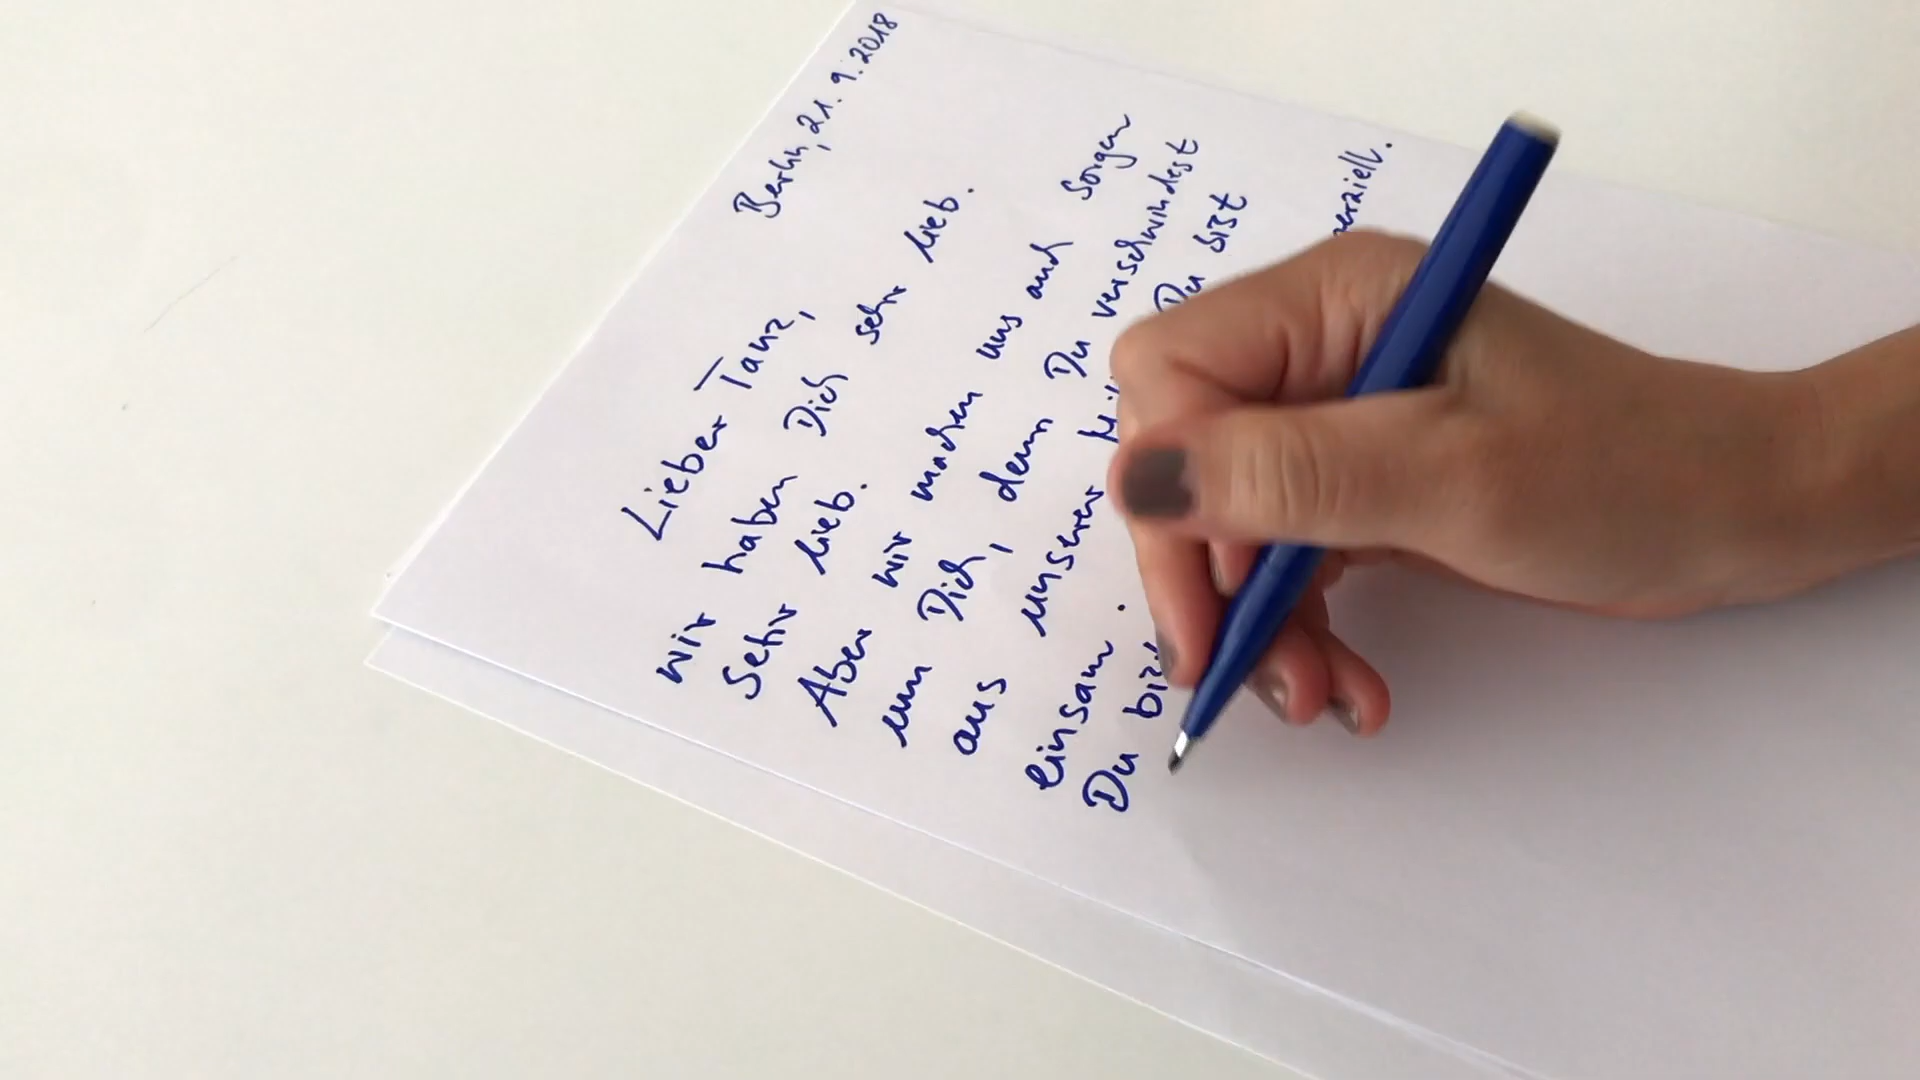 Berlin, 21.9.2018
Lieber Tanz,
wir haben Dich sehr lieb.
Sehr lieb.
Aber wir machen uns auch Sorgen
um Dich, denn Du verschwindest
aus unserer Du bist
einsam.
Du